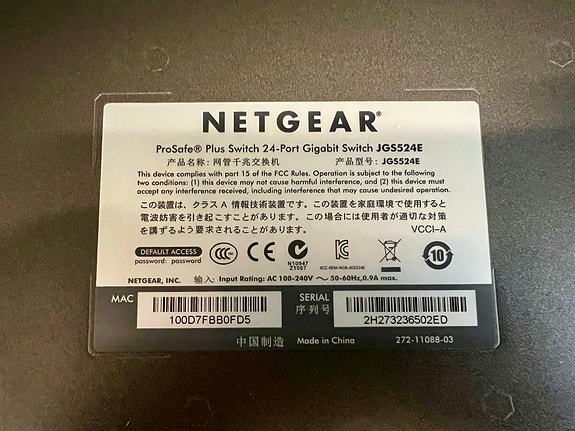 NETGEAR®
ProSafe® Plus Switch 24-Port Gigabit Switch JGS524E
产品名称: 网管千兆交换机 产品型号: JGS524E
This device complies with part 15 of the FCC Rules. Operation is subject to the following
two conditions: (1) this device may not cause harmful interference, and (2) this device must
accept any interference received, including interference that may cause undesired operation.
この装置は、クラスA 情報技術装置です。この装置を家庭環境で使用すると
電波妨害を引き起こすことがあります。この場合には使用者が適切な対策
を講ずるよう要求されることがあります。 VCCI-A
DEFAULT ACCESS
password: password
CCC CE N10947
Z1067
KCC-REM-NGR-JGS524E
10
NETGEAR, INC. 输入: Input Rating: AC 100-240V ~ 50-60Hz,0.9A max.
MAC
100D7FBB0FD5
SERIAL
序列号
2H273236502ED
中国制造 Made in China 272-11088-03